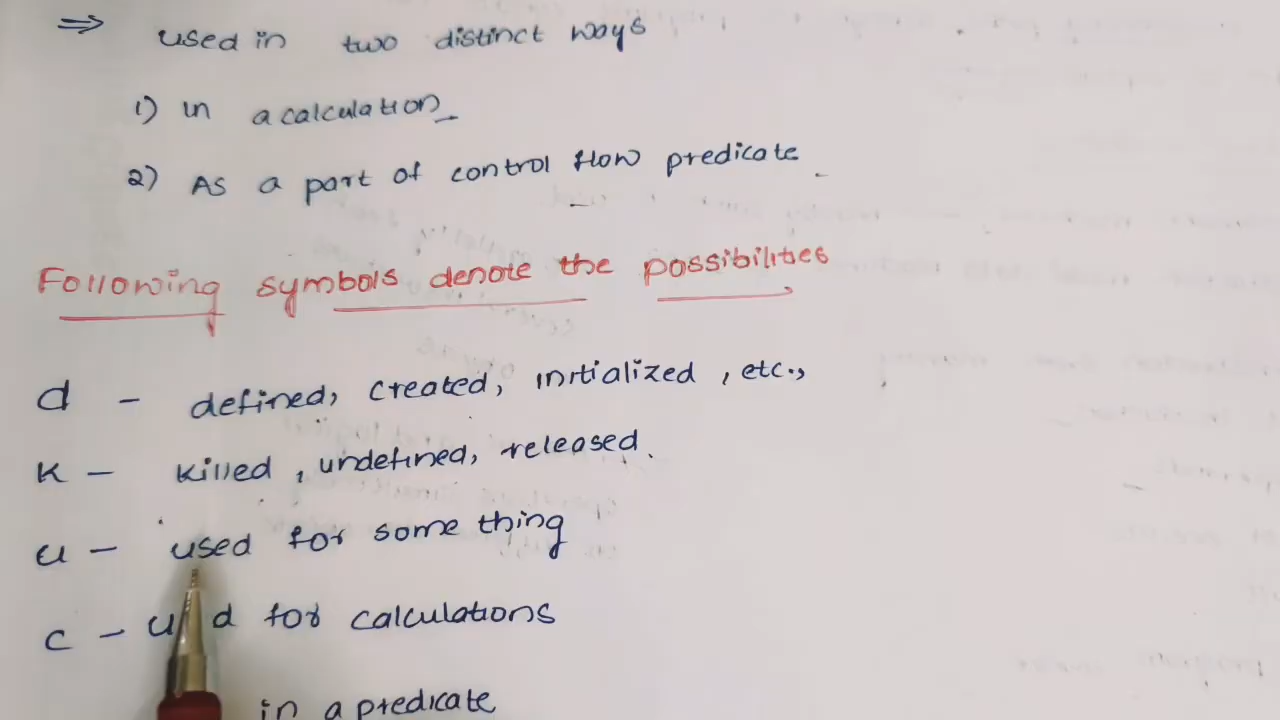 ⇒ used in two distinct ways
1) in a calculation
2) As a part of control flow predicate
Following symbols denote the possibilities
d - defined, created, initialized, etc.,
k - killed, undefined, released.
u - used for some thing
c - for calculations
in a predicate